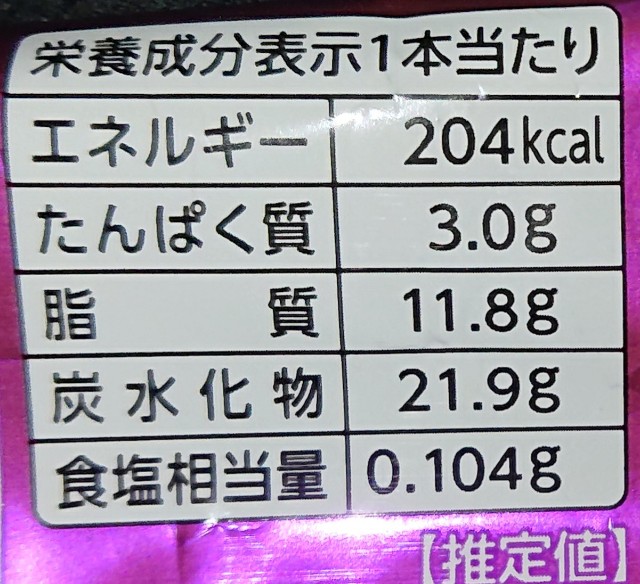 栄養成分表示1本当たり
エネルギー 204kcal
たんぱく質 3.0g
脂質 11.8g
炭水化物 21.9g
食塩相当量 0.104g
【推定値】